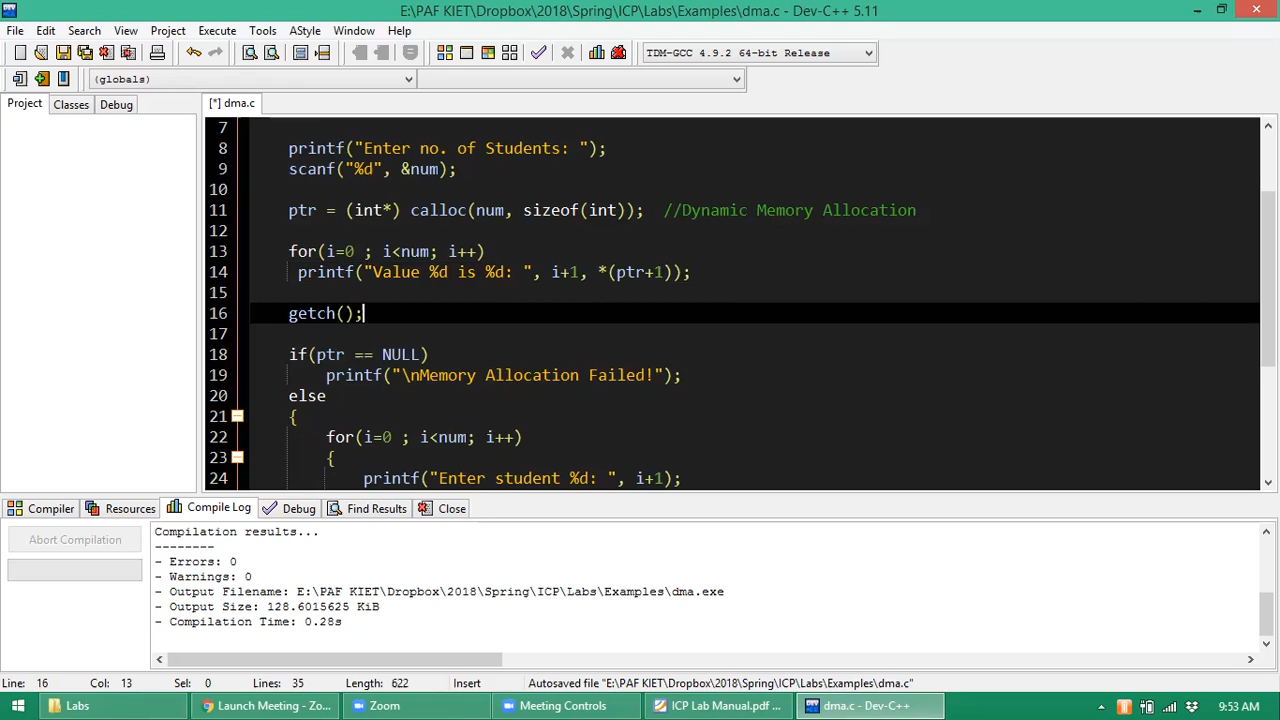 E:\PAF KIET\Dropbox\2018\Spring\ICP\Labs\Examples\dma.c - Dev-C++ 5.11
File Edit Search View Project Execute Tools AStyle Window Help
TDM-GCC 4.9.2 64-bit Release
(globals)
Project Classes Debug [*] dma.c
7
8 printf("Enter no. of Students: ");
9 scanf("%d", &num);
10
11 ptr = (int*) calloc(num, sizeof(int)); //Dynamic Memory Allocation
12
13 for(i=0 ; i<num; i++)
14 printf("Value %d is %d: ", i+1, *(ptr+1));
15
16 getch();
17
18 if(ptr == NULL)
19 printf("\nMemory Allocation Failed!");
20 else
21 {
22 for(i=0 ; i<num; i++)
23 {
24 printf("Enter student %d: ", i+1);
Compiler Resources Compile Log Debug Find Results Close
Abort Compilation
Compilation results...
--------
- Errors: 0
- Warnings: 0
- Output Filename: E:\PAF KIET\Dropbox\2018\Spring\ICP\Labs\Examples\dma.exe
- Output Size: 128.6015625 KiB
- Compilation Time: 0.28s
Line: 16 Col: 13 Sel: 0 Lines: 35 Length: 622 Insert Autosaved file "E:\PAF KIET\Dropbox\2018\Spring\ICP\Labs\Examples\dma.c"
Labs Launch Meeting - Zo... Zoom Meeting Controls ICP Lab Manual.pdf ... dma.c - Dev-C++ 9:53 AM